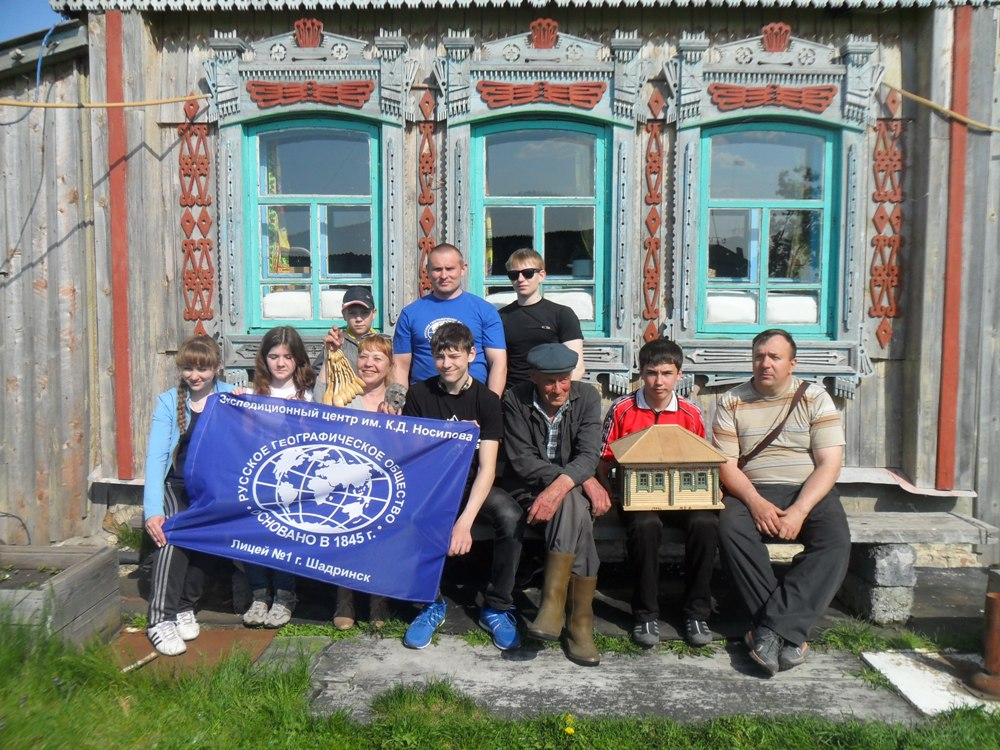 Экспедиционный центр им. К.Д. Носилова
РУССКОЕ ГЕОГРАФИЧЕСКОЕ ОБЩЕСТВО
ОСНОВАНО В 1845 г.
Лицей №1 г. Шадринск